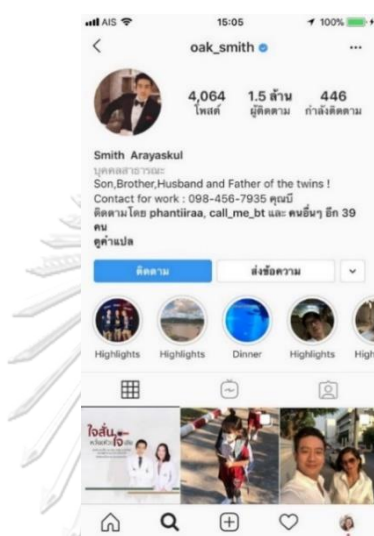 AIS 15:05 100%
oak_smith
4,064 1.5 ล้าน 446
โพสต์ ผู้ติดตาม กำลังติดตาม
Smith Arayaskul
บุคคลสาธารณะ
Son,Brother,Husband and Father of the twins !
Contact for work : 098-456-7935 คุณบี
ติดตามโดย phantiiraa, call_me_bt และ คนอื่นๆ อีก 39
คน
ดูคำแปล
ติดตาม ส่งข้อความ
Highlights Highlights Dinner Highlights High
ใจสั่น